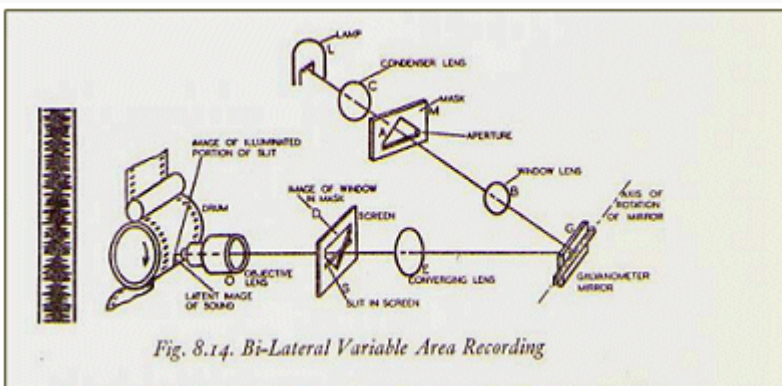 LAMP
L
CONDENSER LENS
C
MASK
M
A
APERTURE
IMAGE OF ILLUMINATED
PORTION OF SLIT
DRUM
IMAGE OF WINDOW
IN MASK
D
SCREEN
WINDOW LENS
B
AXIS OF
ROTATION
OF MIRROR
G
GALVANOMETER
MIRROR
E
CONVERGING LENS
S
SLIT IN SCREEN
OBJECTIVE
LENS
O
LATENT IMAGE
OF SOUND
Fig. 8.14. Bi-Lateral Variable Area Recording